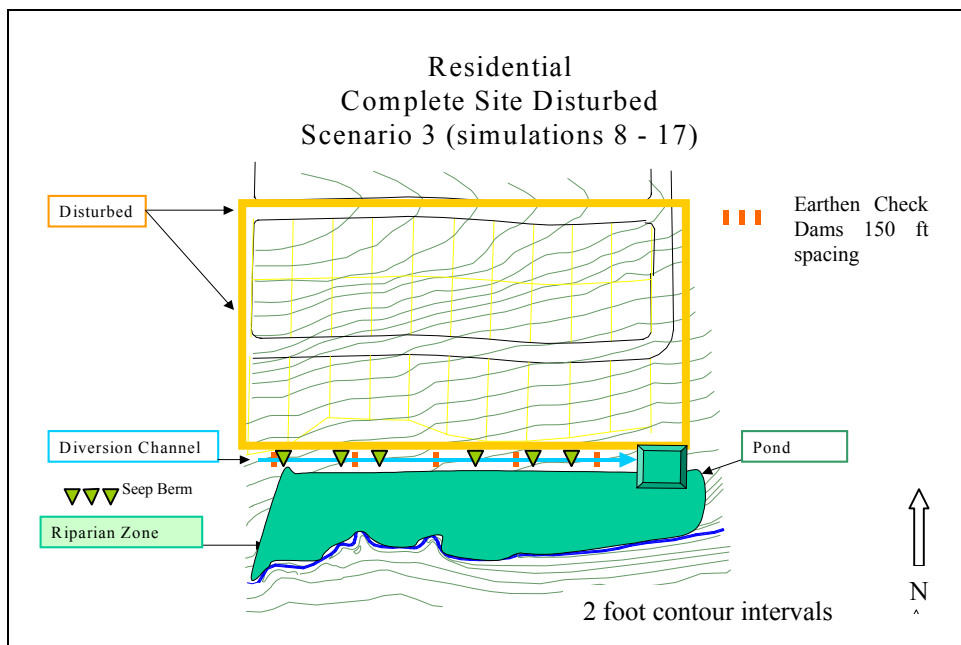 Residential
Complete Site Disturbed
Scenario 3 (simulations 8 - 17)
Disturbed
Earthen Check
Dams 150 ft
spacing
Diversion Channel
Pond
Seep Berm
Riparian Zone
N
2 foot contour intervals